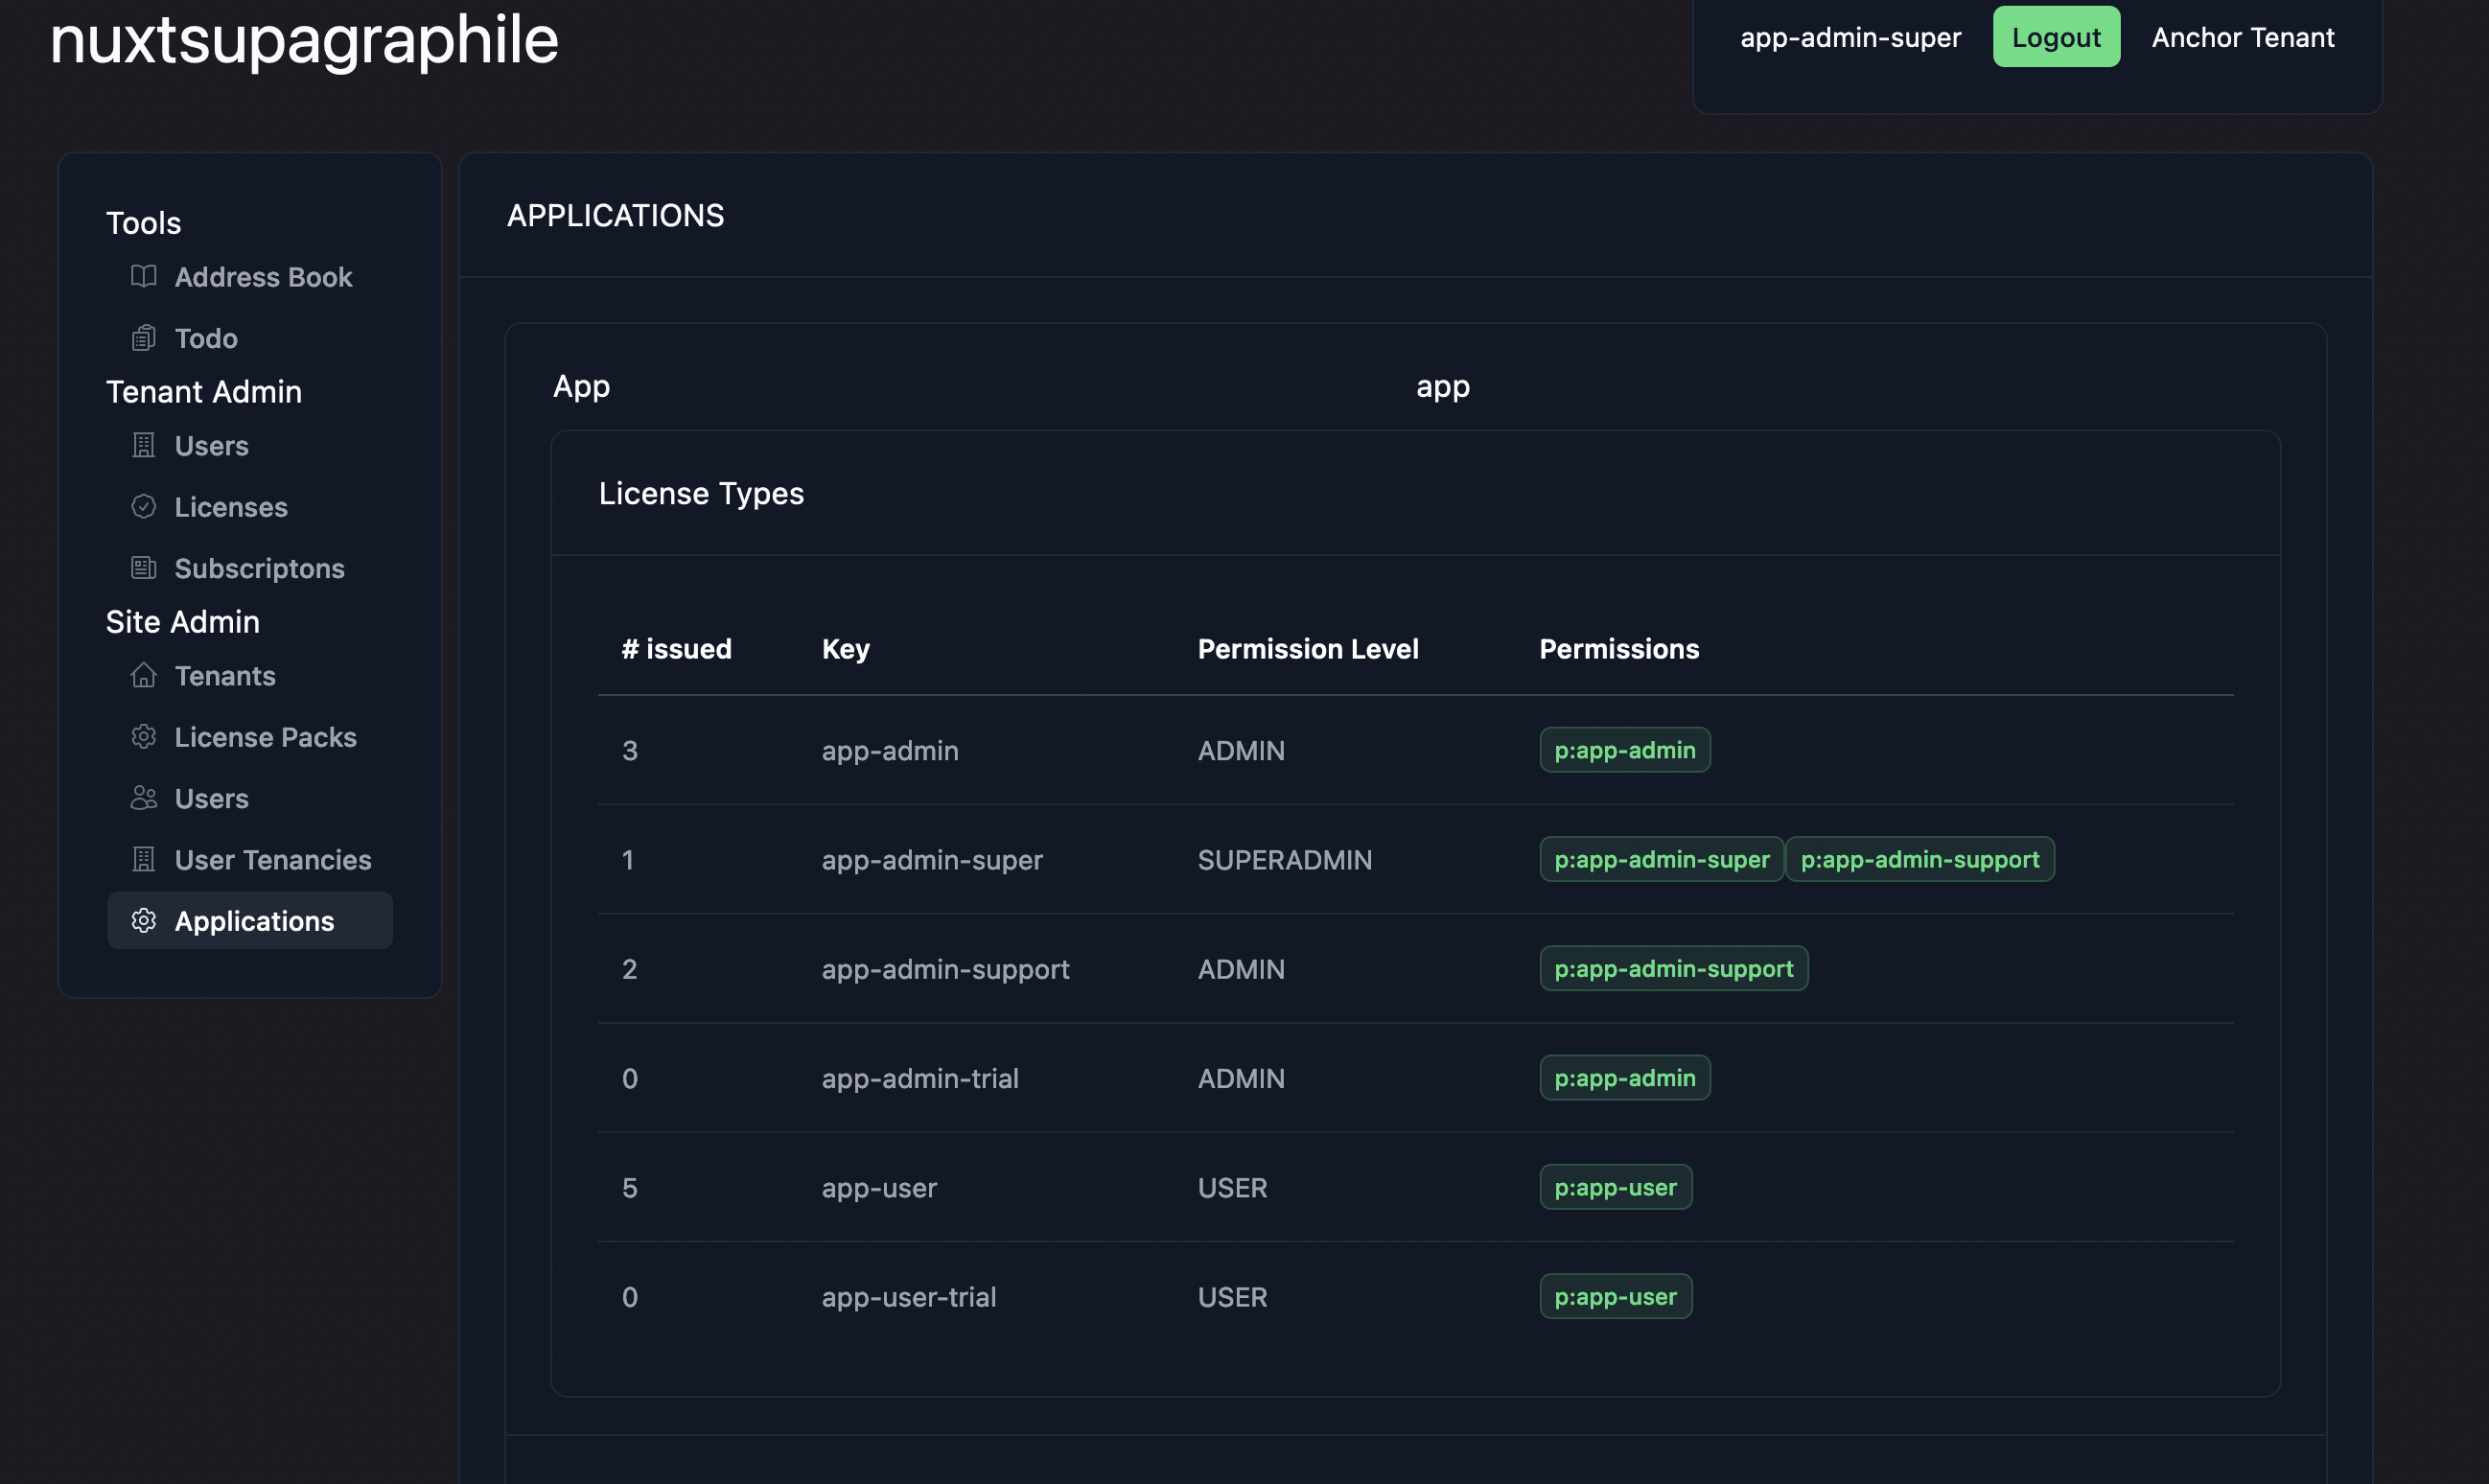 nuxtsupagraphile
app-admin-super Logout Anchor Tenant
Tools
Address Book
Todo
Tenant Admin
Users
Licenses
Subscriptons
Site Admin
Tenants
License Packs
Users
User Tenancies
Applications
APPLICATIONS
App app
License Types
# issued Key Permission Level Permissions
3 app-admin ADMIN p:app-admin
1 app-admin-super SUPERADMIN p:app-admin-super p:app-admin-support
2 app-admin-support ADMIN p:app-admin-support
0 app-admin-trial ADMIN p:app-admin
5 app-user USER p:app-user
0 app-user-trial USER p:app-user